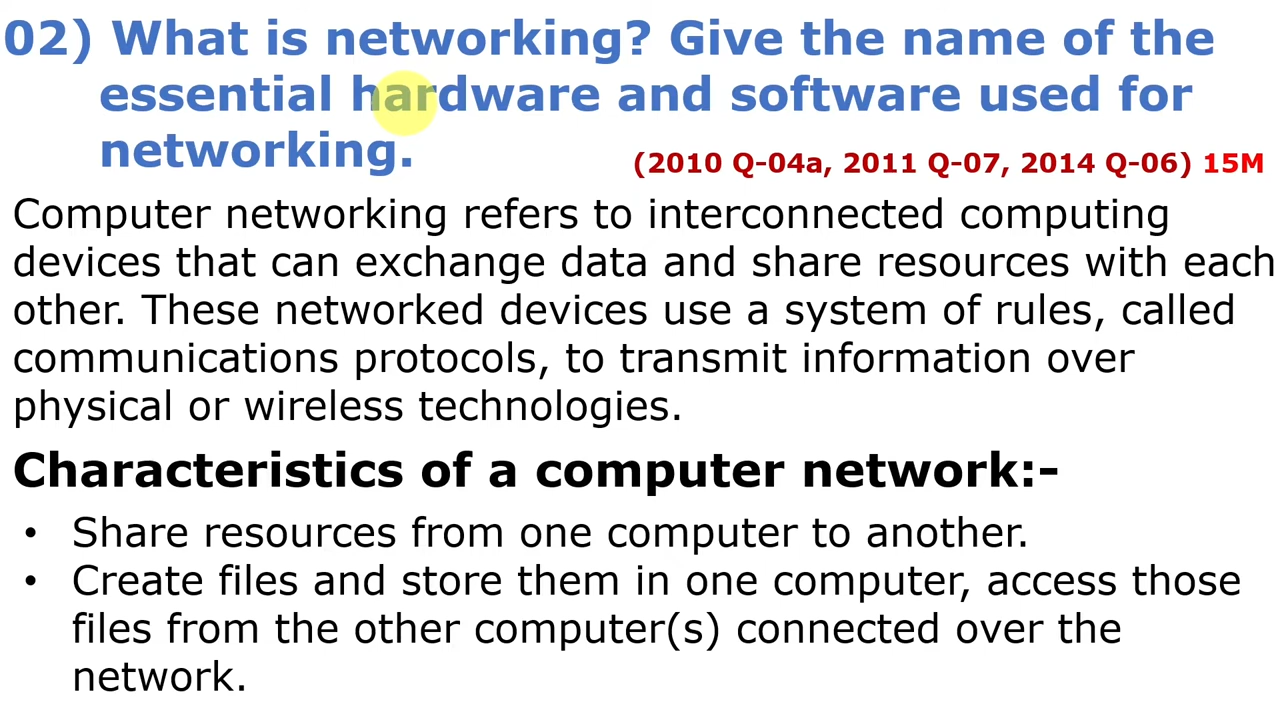 02) What is networking? Give the name of the
essential hardware and software used for
networking.
(2010 Q-04a, 2011 Q-07, 2014 Q-06) 15M
Computer networking refers to interconnected computing
devices that can exchange data and share resources with each
other. These networked devices use a system of rules, called
communications protocols, to transmit information over
physical or wireless technologies.
Characteristics of a computer network:-
• Share resources from one computer to another.
• Create files and store them in one computer, access those
files from the other computer(s) connected over the
network.